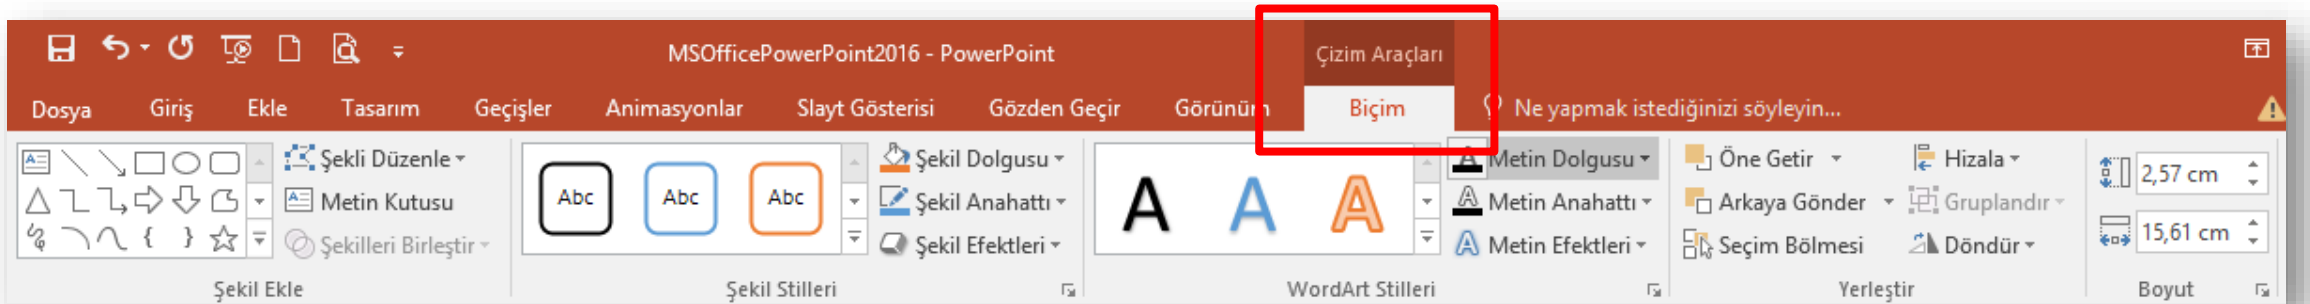 MSOfficePowerPoint2016 - PowerPoint Çizim Araçları
Dosya Giriş Ekle Tasarım Geçişler Animasyonlar Slayt Gösterisi Gözden Geçir Görünüm Biçim Ne yapmak istediğinizi söyleyin...
Şekli Düzenle Şekil Dolgusu Metin Dolgusu Öne Getir Hizala 2,57 cm
Metin Kutusu Abc Abc Abc Şekil Anahattı A A A Metin Anahattı Arkaya Gönder Gruplandır
Şekilleri Birleştir Şekil Efektleri Metin Efektleri Seçim Bölmesi Döndür 15,61 cm
Şekil Ekle Şekil Stilleri WordArt Stilleri Yerleştir Boyut